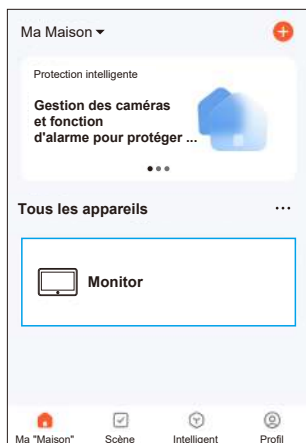 Ma Maison
Protection intelligente
Gestion des caméras
et fonction
d'alarme pour protéger ...
Tous les appareils
Monitor
Ma "Maison" Scène Intelligent Profil